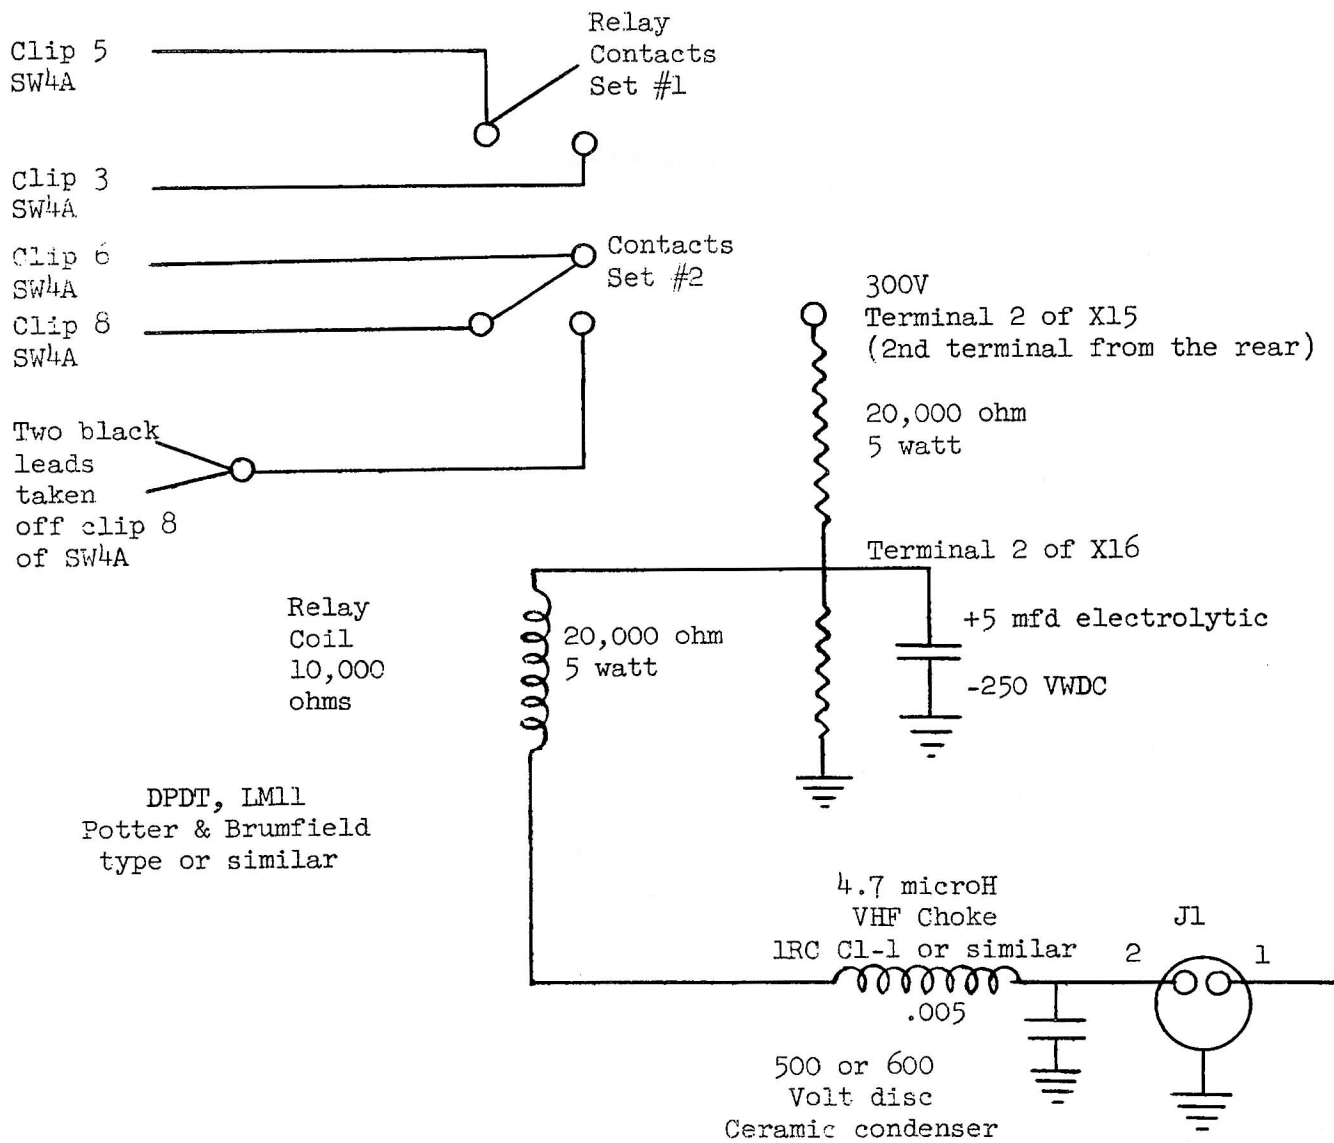 Clip 5
SW4A
Relay
Contacts
Set #1
Clip 3
SW4A
Clip 6
SW4A
Contacts
Set #2
Clip 8
SW4A
300V
Terminal 2 of X15
(2nd terminal from the rear)
20,000 ohm
5 watt
Two black
leads
taken
off clip 8
of SW4A
Terminal 2 of X16
Relay
Coil
10,000
ohms
20,000 ohm
5 watt
+5 mfd electrolytic
-250 VWDC
DPDT, LM11
Potter & Brumfield
type or similar
4.7 microH
VHF Choke
1RC C1-1 or similar
.005
J1
2
1
500 or 600
Volt disc
Ceramic condenser